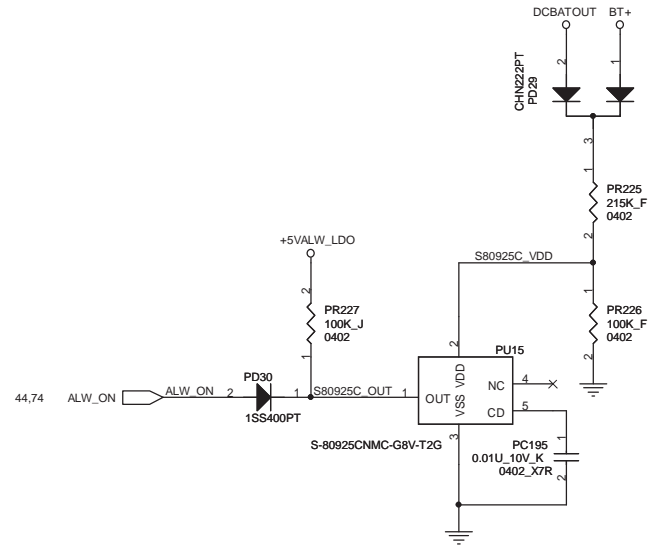 DCBATOUT
BT+
2
1
CHN222PT
PD29
3
1
PR225
215K_F
0402
2
+5VALW_LDO
S80925C_VDD
2
PR227
100K_J
0402
1
1
PR226
100K_F
0402
2
2
PU15
VDD
NC
4
44,74
ALW_ON
ALW_ON
2
PD30
1
S80925C_OUT
1
OUT
VSS
CD
5
1SS400PT
S-80925CNMC-G8V-T2G
3
PC195
0.01U_10V_K
0402_X7R
1
2